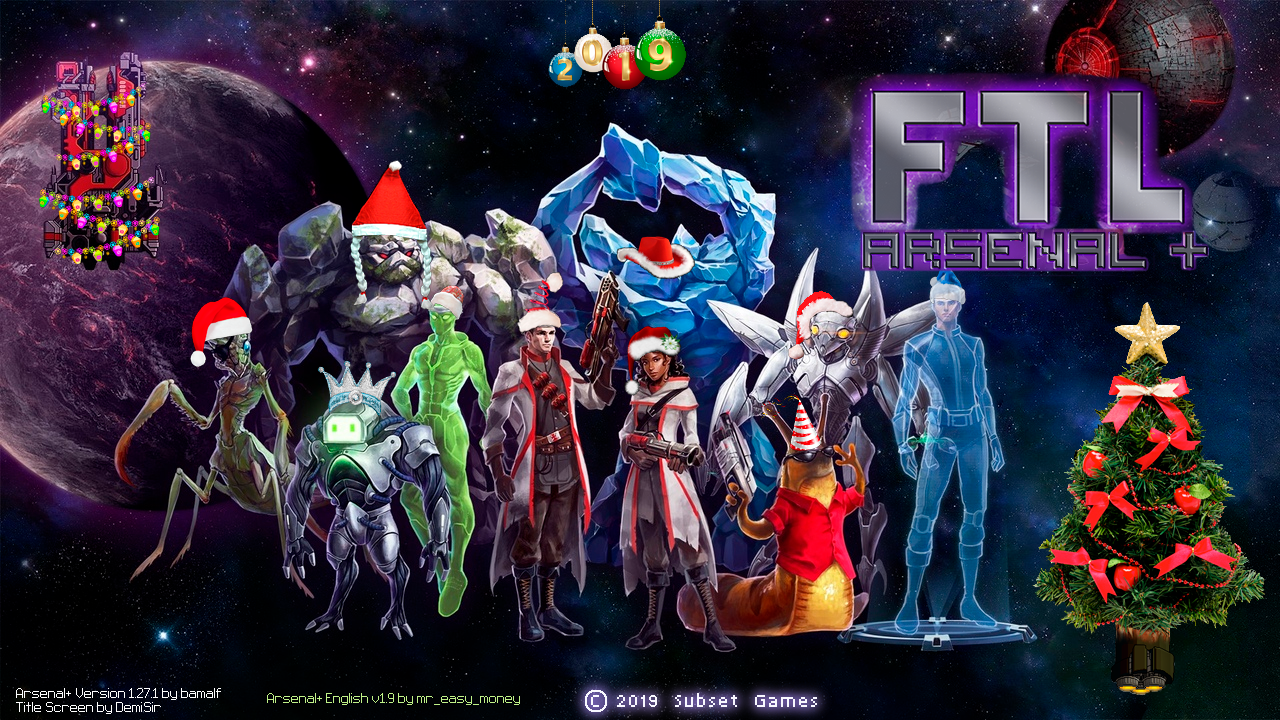 2019
FTL
ARSENAL +
Arsenal+ Version 1.27.1 by bamalf
Title Screen by DemiSir
Arsenal+ English v1.9 by mr_easy_money
© 2019 Subset Games